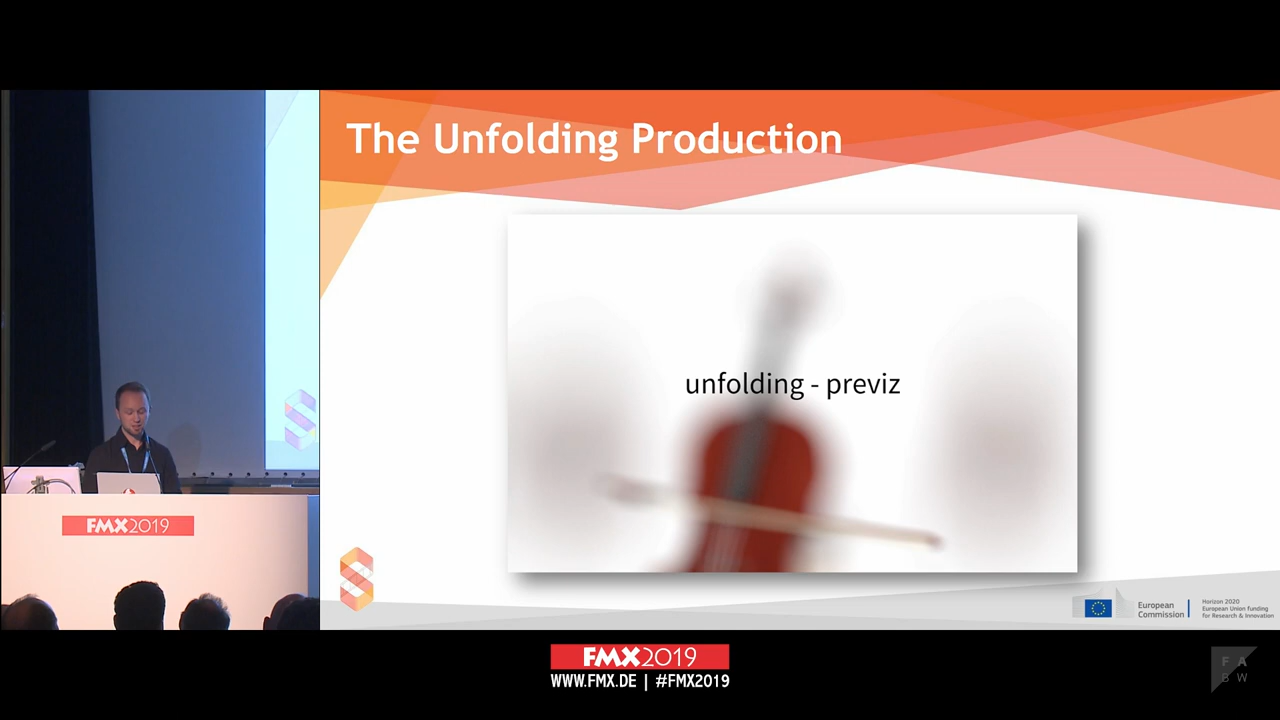 The Unfolding Production
unfolding - previz
FMX2019
European
Commission
Horizon 2020
European Union funding
for Research & Innovation
FMX2019
WWW.FMX.DE | #FMX2019
F A
B W